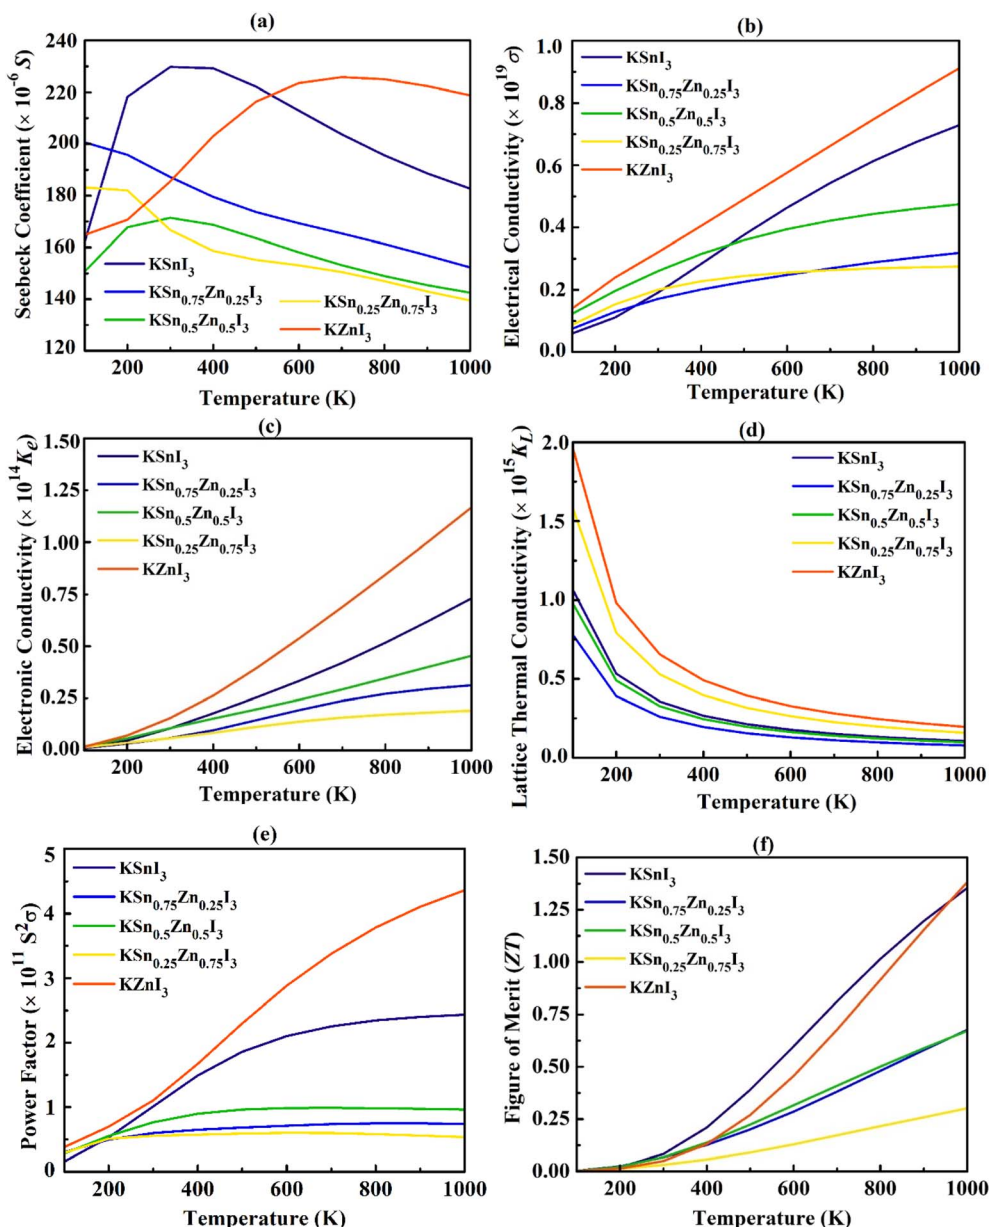 (a)
Seebeck Coefficient (× 10⁻⁶ S)
240
220
200
180
160
140
120
KSnI₃
KSn₀.₇₅Zn₀.₂₅I₃
KSn₀.₅Zn₀.₅I₃
KSn₀.₂₅Zn₀.₇₅I₃
KZnI₃
200 400 600 800 1000
Temperature (K)
(b)
Electrical Conductivity (× 10¹⁹ σ)
1.0
0.8
0.6
0.4
0.2
0.0
KSnI₃
KSn₀.₇₅Zn₀.₂₅I₃
KSn₀.₅Zn₀.₅I₃
KSn₀.₂₅Zn₀.₇₅I₃
KZnI₃
200 400 600 800 1000
Temperature (K)
(c)
Electronic Conductivity (× 10¹⁴Kₑ)
1.50
1.25
1.00
0.75
0.50
0.25
0.00
KSnI₃
KSn₀.₇₅Zn₀.₂₅I₃
KSn₀.₅Zn₀.₅I₃
KSn₀.₂₅Zn₀.₇₅I₃
KZnI₃
200 400 600 800 1000
Temperature (K)
(d)
Lattice Thermal Conductivity (× 10¹⁵ K_L)
2.0
1.5
1.0
0.5
0.0
KSnI₃
KSn₀.₇₅Zn₀.₂₅I₃
KSn₀.₅Zn₀.₅I₃
KSn₀.₂₅Zn₀.₇₅I₃
KZnI₃
200 400 600 800 1000
Temperature (K)
(e)
Power Factor (× 10¹¹ S²σ)
5
4
3
2
1
0
KSnI₃
KSn₀.₇₅Zn₀.₂₅I₃
KSn₀.₅Zn₀.₅I₃
KSn₀.₂₅Zn₀.₇₅I₃
KZnI₃
200 400 600 800 1000
Temperature (K)
(f)
Figure of Merit (ZT)
1.50
1.25
1.00
0.75
0.50
0.25
0.00
KSnI₃
KSn₀.₇₅Zn₀.₂₅I₃
KSn₀.₅Zn₀.₅I₃
KSn₀.₂₅Zn₀.₇₅I₃
KZnI₃
200 400 600 800 1000
Temperature (K)